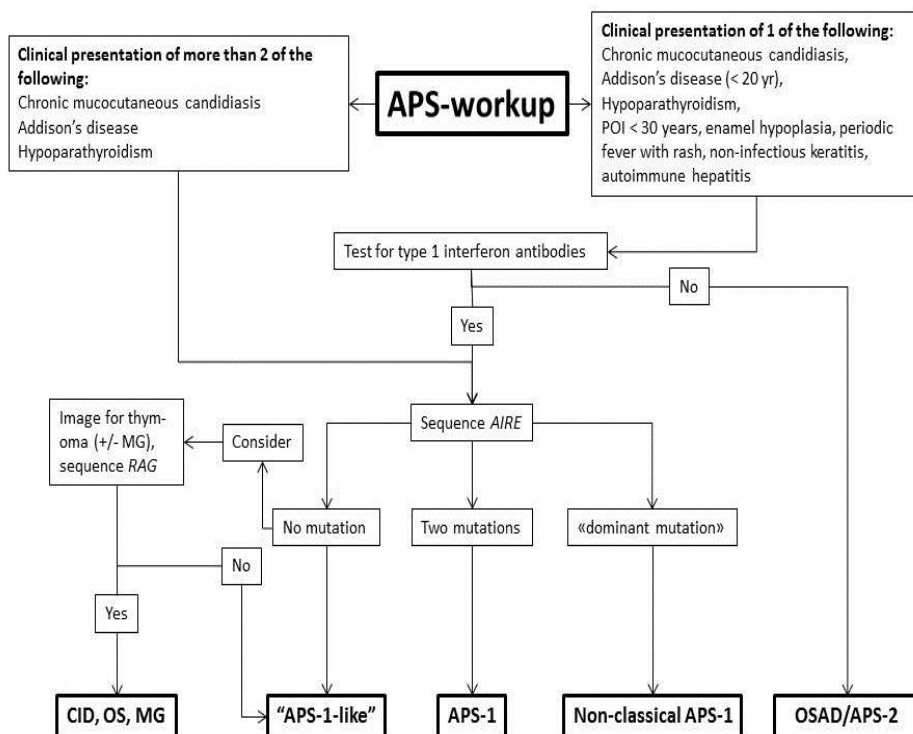 Clinical presentation of more than 2 of the
following:
Chronic mucocutaneous candidiasis
Addison's disease
Hypoparathyroidism
APS-workup
Clinical presentation of 1 of the following:
Chronic mucocutaneous candidiasis,
Addison's disease (< 20 yr),
Hypoparathyroidism,
POI < 30 years, enamel hypoplasia, periodic
fever with rash, non-infectious keratitis,
autoimmune hepatitis
Test for type 1 interferon antibodies
No
Yes
Sequence AIRE
Image for thym-
oma (+/- MG),
sequence RAG
Consider
No mutation
Two mutations
«dominant mutation»
No
Yes
CID, OS, MG
“APS-1-like”
APS-1
Non-classical APS-1
OSAD/APS-2